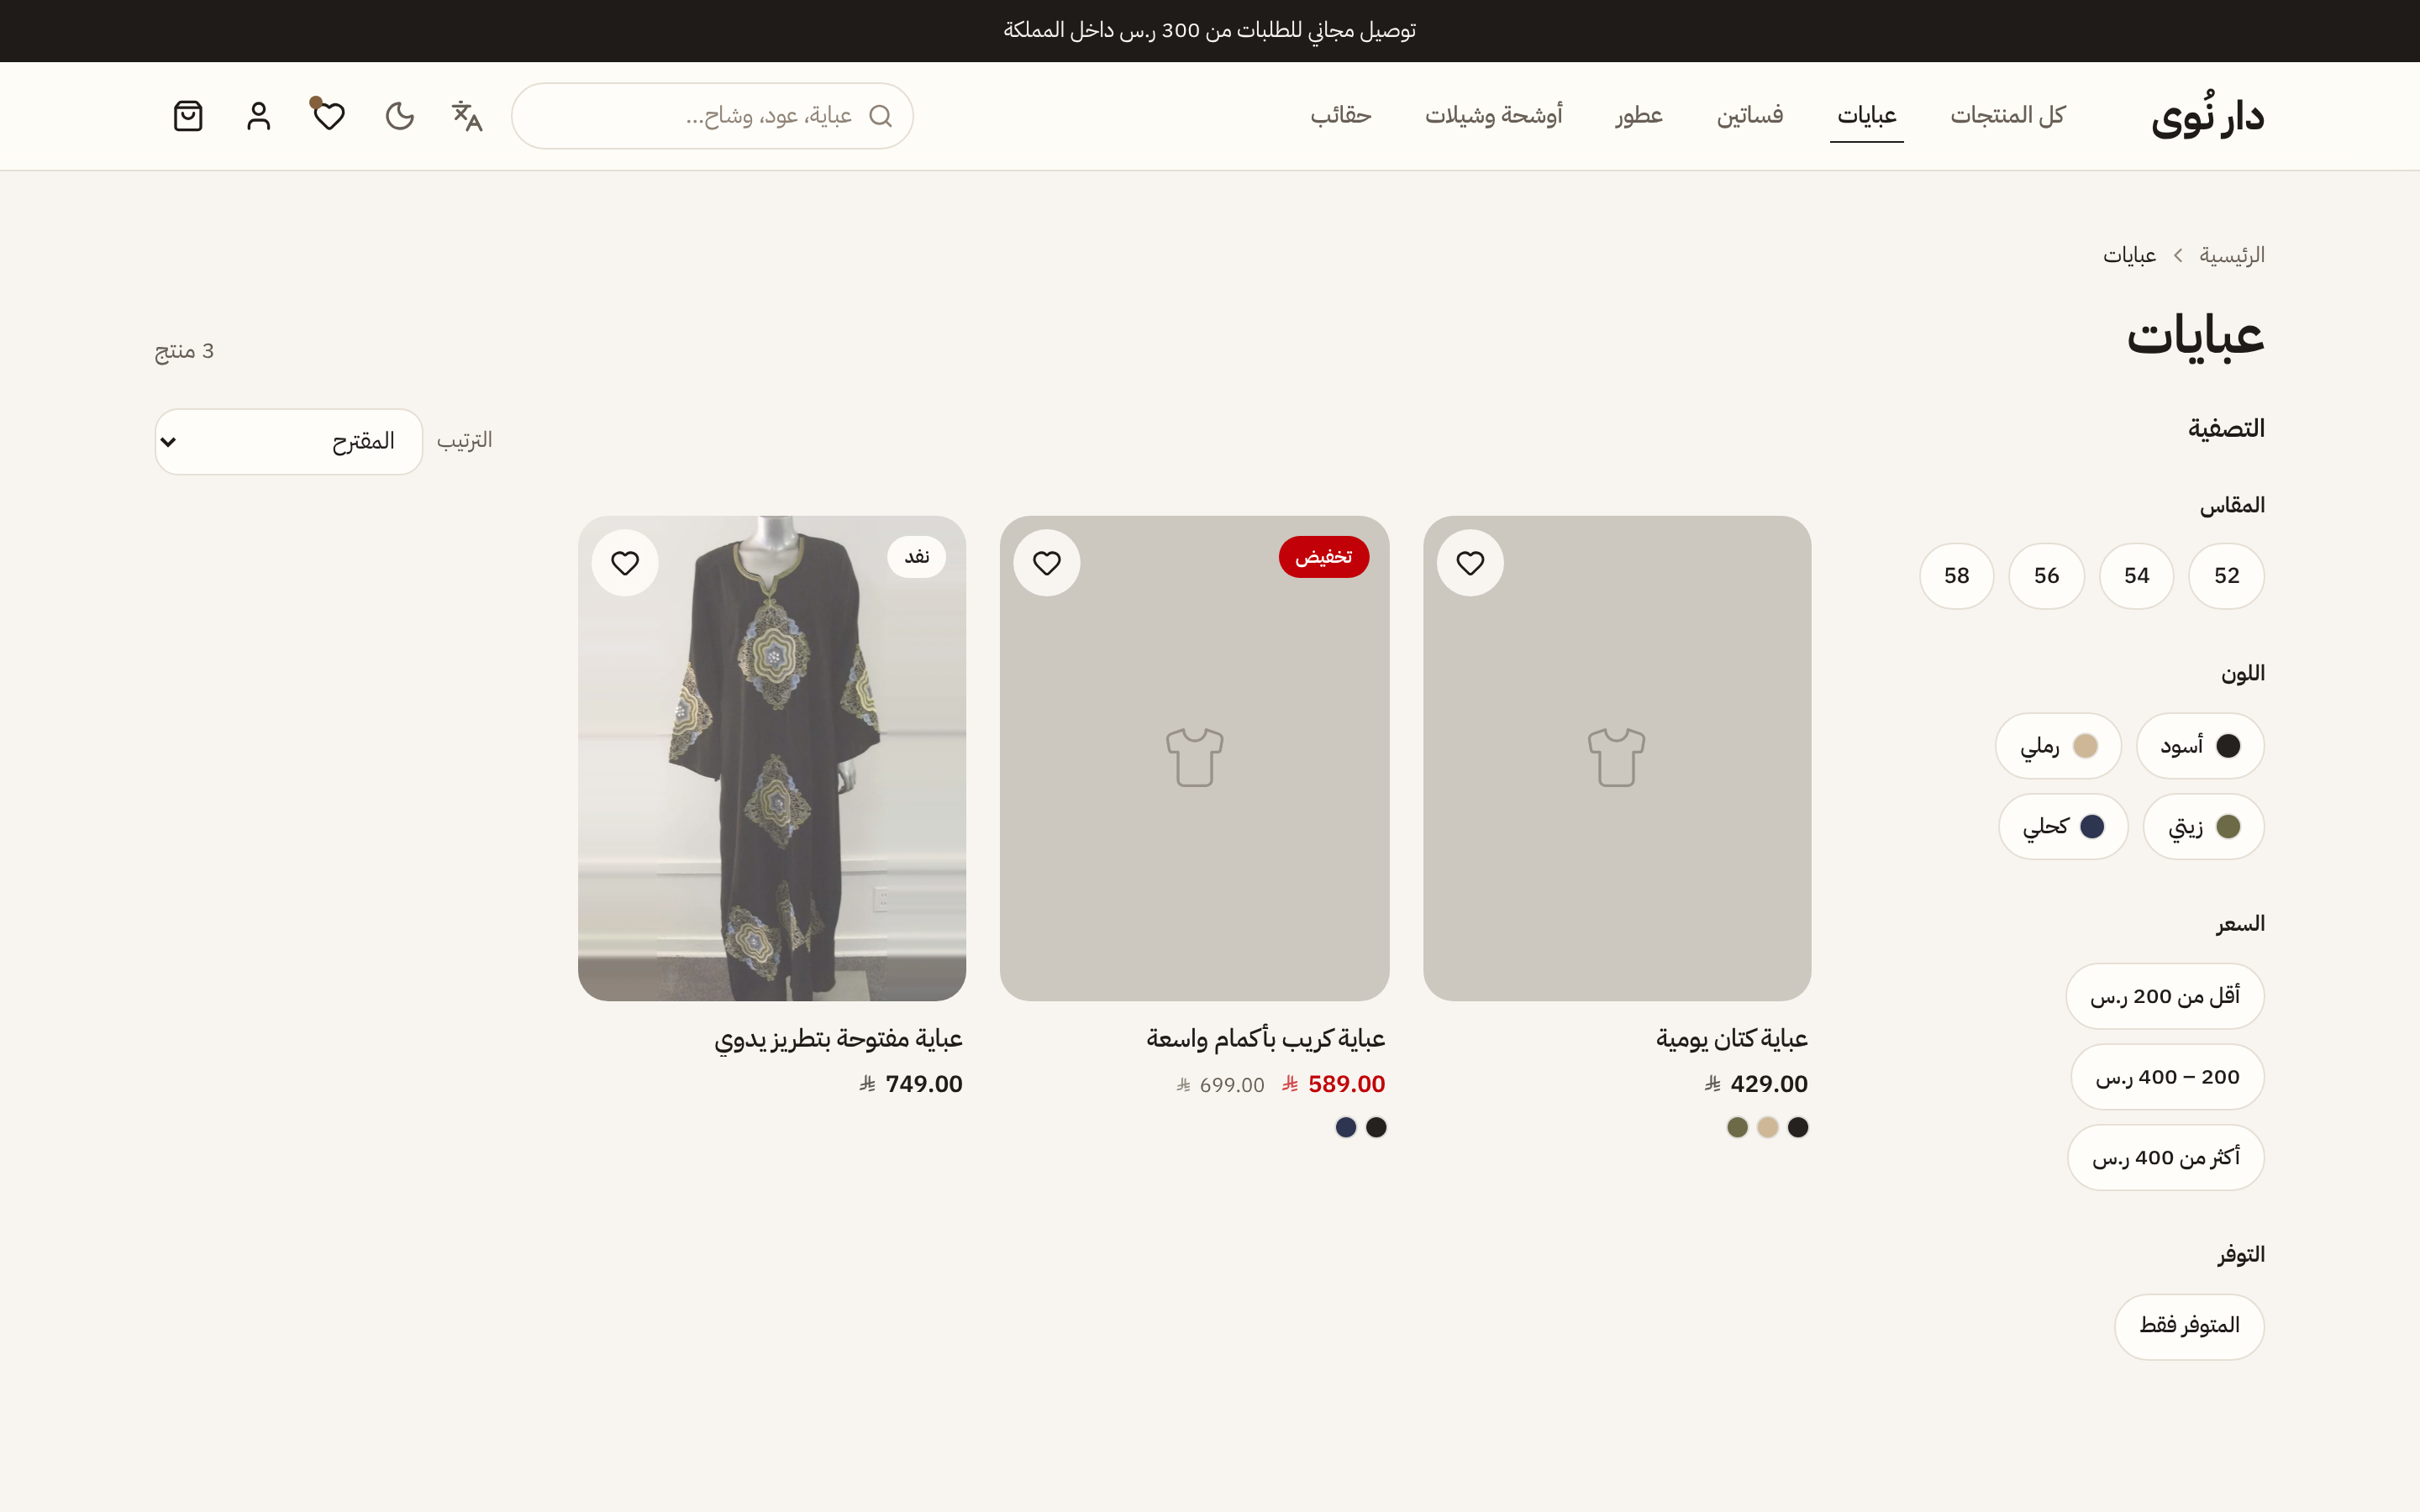 توصيل مجاني للطلبات من 300 ر.س داخل المملكة
دار نُوى
كل المنتجات
عبايات
فساتين
عطور
أوشحة وشيلات
حقائب
عباية، عود، وشاح...
الرئيسية
عبايات
عبايات
3 منتج
التصفية
الترتيب
المقترح
المقاس
52
54
56
58
اللون
أسود
رملي
زيتي
كحلي
السعر
أقل من 200 ر.س
200 – 400 ر.س
أكثر من 400 ر.س
التوفر
المتوفر فقط
عباية كتان يومية
429.00 ⃁
تخفيض
عباية كريب بأكمام واسعة
589.00 ⃁ 699.00 ⃁
نفد
عباية مفتوحة بتطريز يدوي
749.00 ⃁